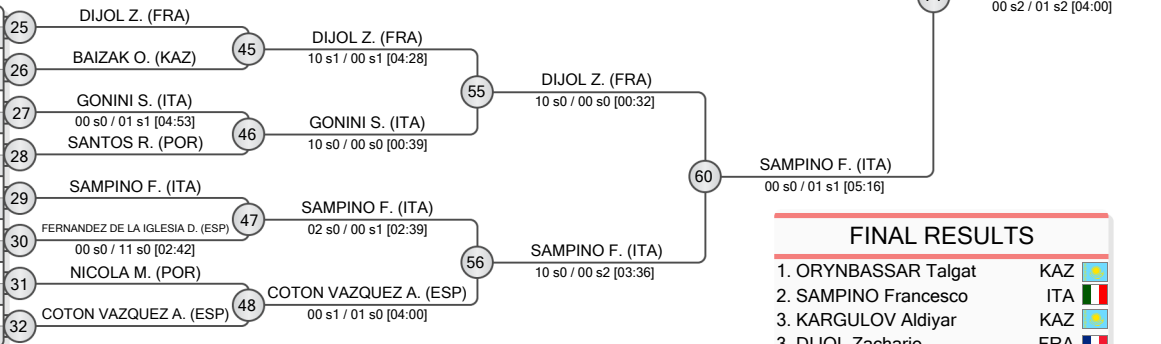 00 s2 / 01 s2 [04:00]
25
DIJOL Z. (FRA)
26
BAIZAK O. (KAZ)
45
DIJOL Z. (FRA)
10 s1 / 00 s1 [04:28]
27
GONINI S. (ITA)
00 s0 / 01 s1 [04:53]
28
SANTOS R. (POR)
46
GONINI S. (ITA)
10 s0 / 00 s0 [00:39]
55
DIJOL Z. (FRA)
10 s0 / 00 s0 [00:32]
29
SAMPINO F. (ITA)
30
FERNANDEZ DE LA IGLESIA D. (ESP)
00 s0 / 11 s0 [02:42]
47
SAMPINO F. (ITA)
02 s0 / 00 s1 [02:39]
31
NICOLA M. (POR)
32
COTON VAZQUEZ A. (ESP)
48
COTON VAZQUEZ A. (ESP)
00 s1 / 01 s0 [04:00]
56
SAMPINO F. (ITA)
10 s0 / 00 s2 [03:36]
60
SAMPINO F. (ITA)
00 s0 / 01 s1 [05:16]
FINAL RESULTS
1. ORYNBASSAR Talgat KAZ
2. SAMPINO Francesco ITA
3. KARGULOV Aldiyar KAZ
3. DIJOL Zacharie FRA